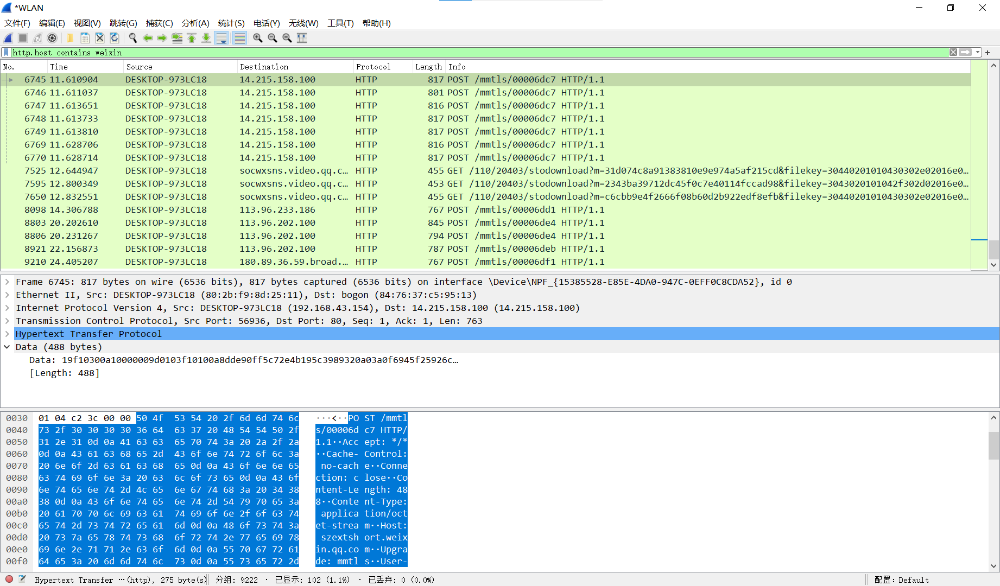 *WLAN
文件(F) 编辑(E) 视图(V) 跳转(G) 捕获(C) 分析(A) 统计(S) 电话(Y) 无线(W) 工具(T) 帮助(H)
http.host contains weixin
No. Time Source Destination Protocol Length Info
6745 11.610904 DESKTOP-973LC18 14.215.158.100 HTTP 817 POST /mmtls/00006dc7 HTTP/1.1
6746 11.611037 DESKTOP-973LC18 14.215.158.100 HTTP 801 POST /mmtls/00006dc7 HTTP/1.1
6747 11.613651 DESKTOP-973LC18 14.215.158.100 HTTP 816 POST /mmtls/00006dc7 HTTP/1.1
6748 11.613733 DESKTOP-973LC18 14.215.158.100 HTTP 817 POST /mmtls/00006dc7 HTTP/1.1
6749 11.613810 DESKTOP-973LC18 14.215.158.100 HTTP 817 POST /mmtls/00006dc7 HTTP/1.1
6769 11.628706 DESKTOP-973LC18 14.215.158.100 HTTP 816 POST /mmtls/00006dc7 HTTP/1.1
6770 11.628714 DESKTOP-973LC18 14.215.158.100 HTTP 817 POST /mmtls/00006dc7 HTTP/1.1
7525 12.644947 DESKTOP-973LC18 socwxsns.video.qq.c… HTTP 455 GET /110/20403/stodownload?m=31d074c8a91383810e9e974a5af215cd&filekey=30440201010430302e02016e0…
7595 12.800349 DESKTOP-973LC18 socwxsns.video.qq.c… HTTP 453 GET /110/20403/stodownload?m=2343ba39712dc45f0c7e40114fccad98&filekey=3043020101042f302d02016e0…
7650 12.832551 DESKTOP-973LC18 socwxsns.video.qq.c… HTTP 455 GET /110/20403/stodownload?m=c6cbb9e4f2666f08b60d2b922edf8efb&filekey=30440201010430302e02016e0…
8098 14.306788 DESKTOP-973LC18 113.96.233.186 HTTP 767 POST /mmtls/00006dd1 HTTP/1.1
8803 20.202610 DESKTOP-973LC18 113.96.202.100 HTTP 845 POST /mmtls/00006de4 HTTP/1.1
8806 20.231267 DESKTOP-973LC18 113.96.202.100 HTTP 794 POST /mmtls/00006de4 HTTP/1.1
8921 22.156873 DESKTOP-973LC18 113.96.202.100 HTTP 787 POST /mmtls/00006deb HTTP/1.1
9210 24.405207 DESKTOP-973LC18 180.89.36.59.broad.… HTTP 767 POST /mmtls/00006df1 HTTP/1.1
Frame 6745: 817 bytes on wire (6536 bits), 817 bytes captured (6536 bits) on interface \Device\NPF_{15385528-E85E-4DA0-947C-0EFF0C8CDA52}, id 0
Ethernet II, Src: DESKTOP-973LC18 (80:2b:f9:8d:25:11), Dst: bogon (84:76:37:c5:95:13)
Internet Protocol Version 4, Src: DESKTOP-973LC18 (192.168.43.154), Dst: 14.215.158.100 (14.215.158.100)
Transmission Control Protocol, Src Port: 56936, Dst Port: 80, Seq: 1, Ack: 1, Len: 763
Hypertext Transfer Protocol
Data (488 bytes)
Data: 19f10300a10000009d0103f10100a8dde90ff5c72e4b195c3989320a03a0f6945f25926c…
[Length: 488]
0030 01 04 c2 3c 00 00 50 4f 53 54 20 2f 6d 6d 74 6c ···<··PO ST /mmtl
0040 73 2f 30 30 30 30 36 64 63 37 20 48 54 54 50 2f s/00006d c7 HTTP/
0050 31 2e 31 0d 0a 41 63 63 65 70 74 3a 20 2a 2f 2a 1.1··Acc ept: */*
0060 0d 0a 43 61 63 68 65 2d 43 6f 6e 74 72 6f 6c 3a ··Cache- Control:
0070 20 6e 6f 2d 63 61 63 68 65 0d 0a 43 6f 6e 6e 65 no-cach e··Conne
0080 63 74 69 6f 6e 3a 20 63 6c 6f 73 65 0d 0a 43 6f ction: c lose··Co
0090 6e 74 65 6e 74 2d 4c 65 6e 67 74 68 3a 20 34 38 ntent-Le ngth: 48
00a0 38 0d 0a 43 6f 6e 74 65 6e 74 2d 54 79 70 65 3a 8··Conte nt-Type:
00b0 20 61 70 70 6c 69 63 61 74 69 6f 6e 2f 6f 63 74 applica tion/oct
00c0 65 74 2d 73 74 72 65 61 6d 0d 0a 48 6f 73 74 3a et-strea m··Host:
00d0 20 73 7a 65 78 74 73 68 6f 72 74 2e 77 65 69 78 szextsh ort.weix
00e0 69 6e 2e 71 71 2e 63 6f 6d 0d 0a 55 70 67 72 61 in.qq.co m··Upgra
00f0 64 65 3a 20 6d 6d 74 6c 73 0d 0a 55 73 65 72 2d de: mmtl s··User-
Hypertext Transfer …(http), 275 byte(s) 分组: 9222 · 已显示: 102 (1.1%) · 已丢弃: 0 (0.0%) 配置: Default